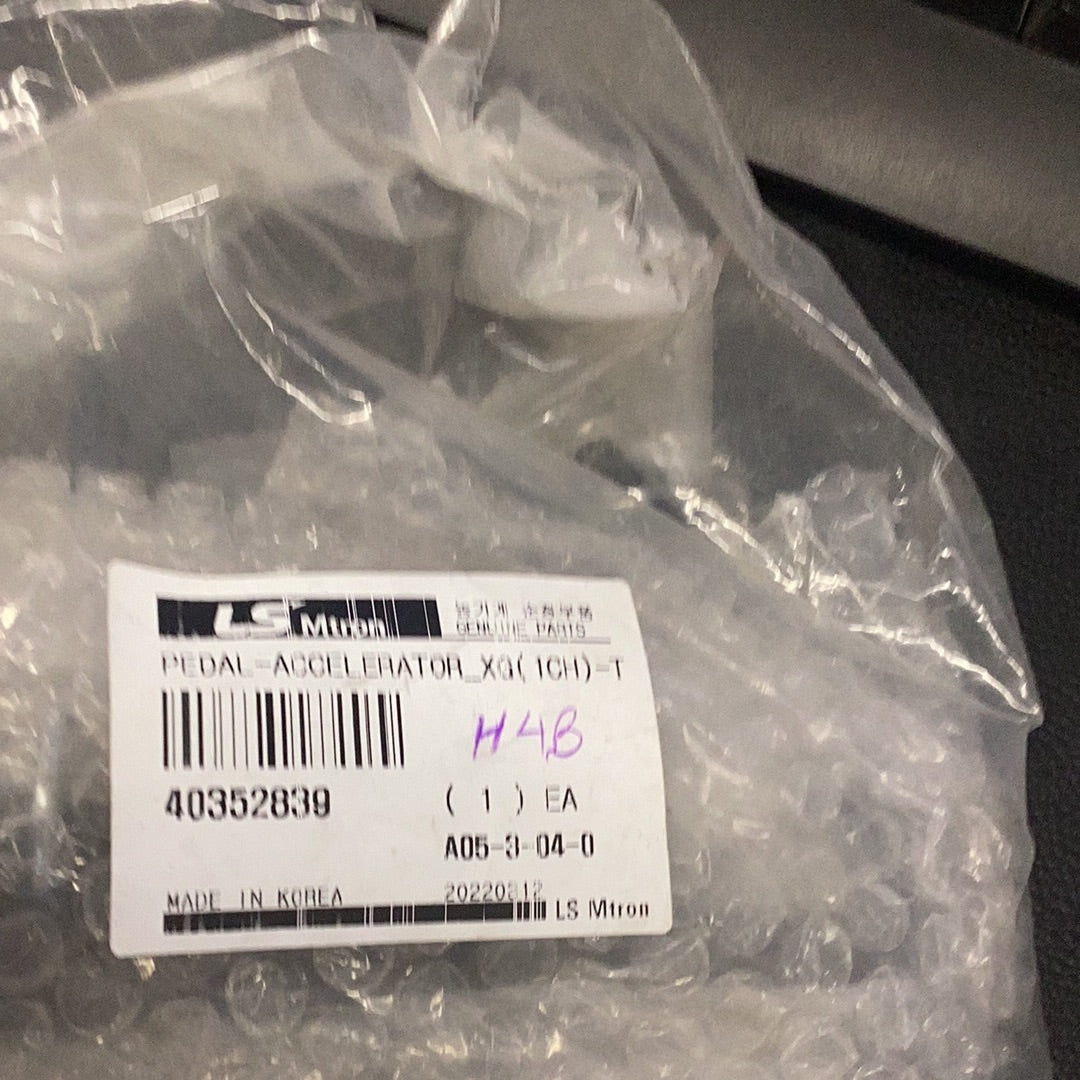 LS Mtron
GENUINE PARTS
PEDAL-ACCELERATOR_XG(1CH)-T
H4B
40352839
( 1 ) EA
A05-3-04-0
MADE IN KOREA
LS Mtron